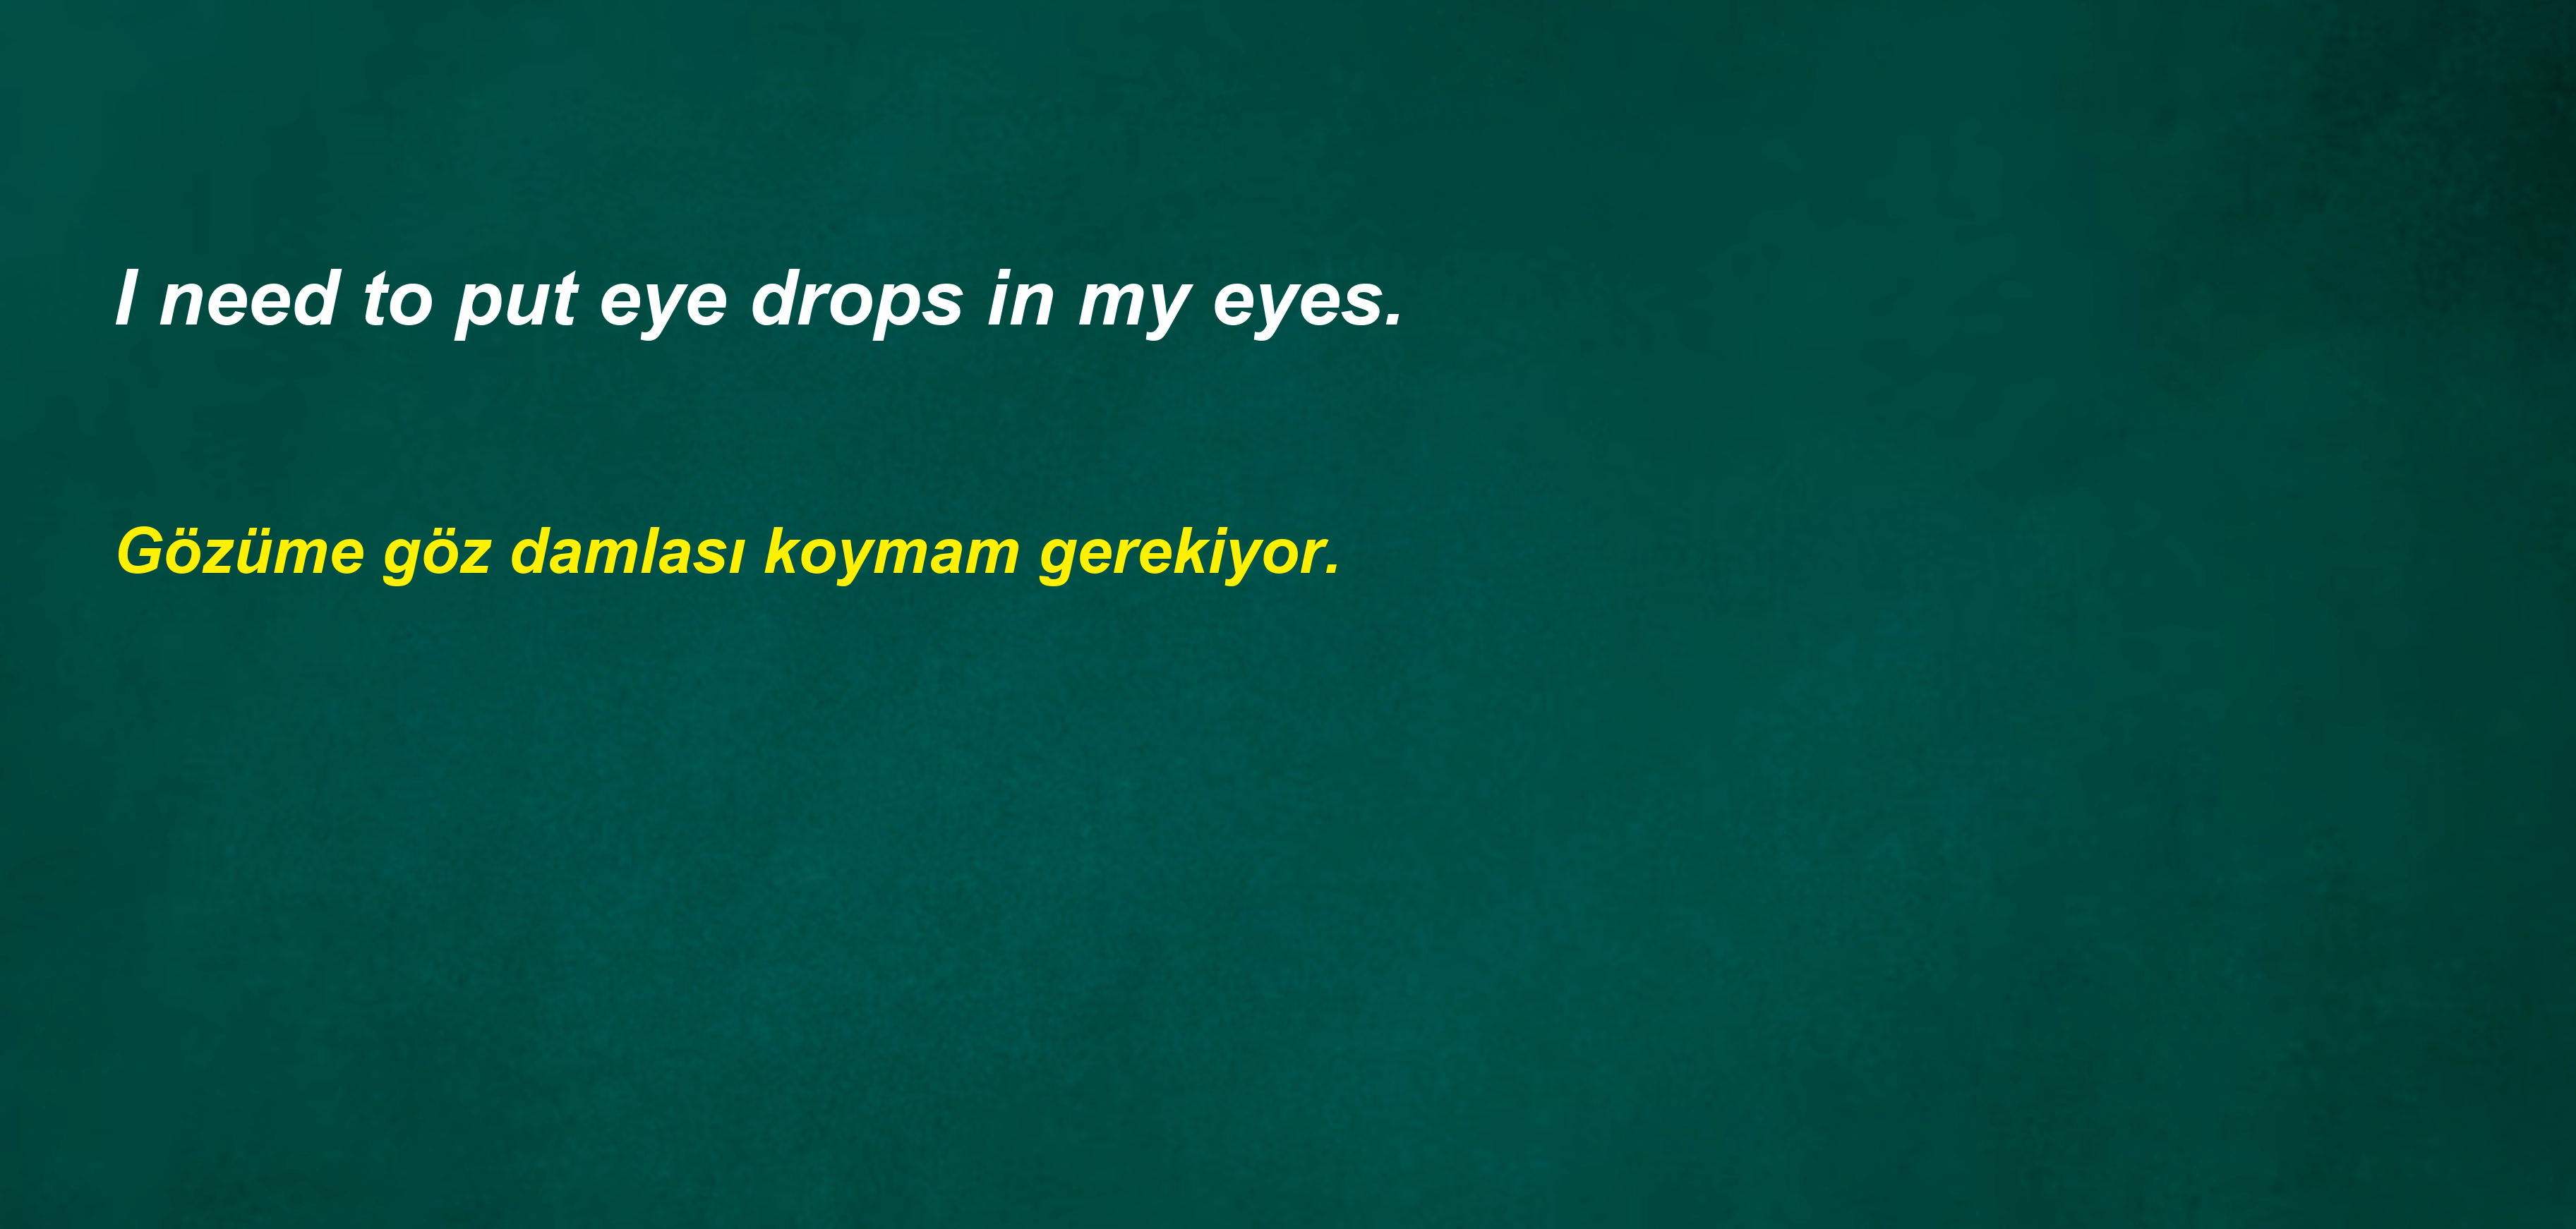 I need to put eye drops in my eyes.
Gözüme göz damlası koymam gerekiyor.